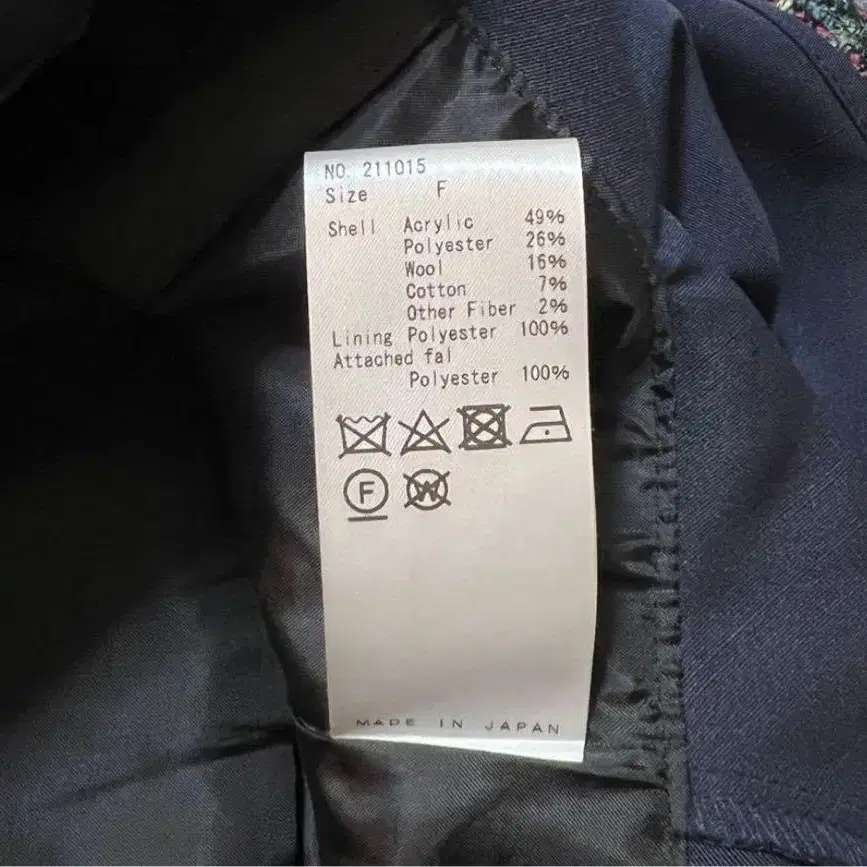 NO. 211015
Size F
Shell Acrylic 49%
Polyester 26%
Wool 16%
Cotton 7%
Other Fiber 2%
Lining Polyester 100%
Attached fal
Polyester 100%
F W
MADE IN JAPAN